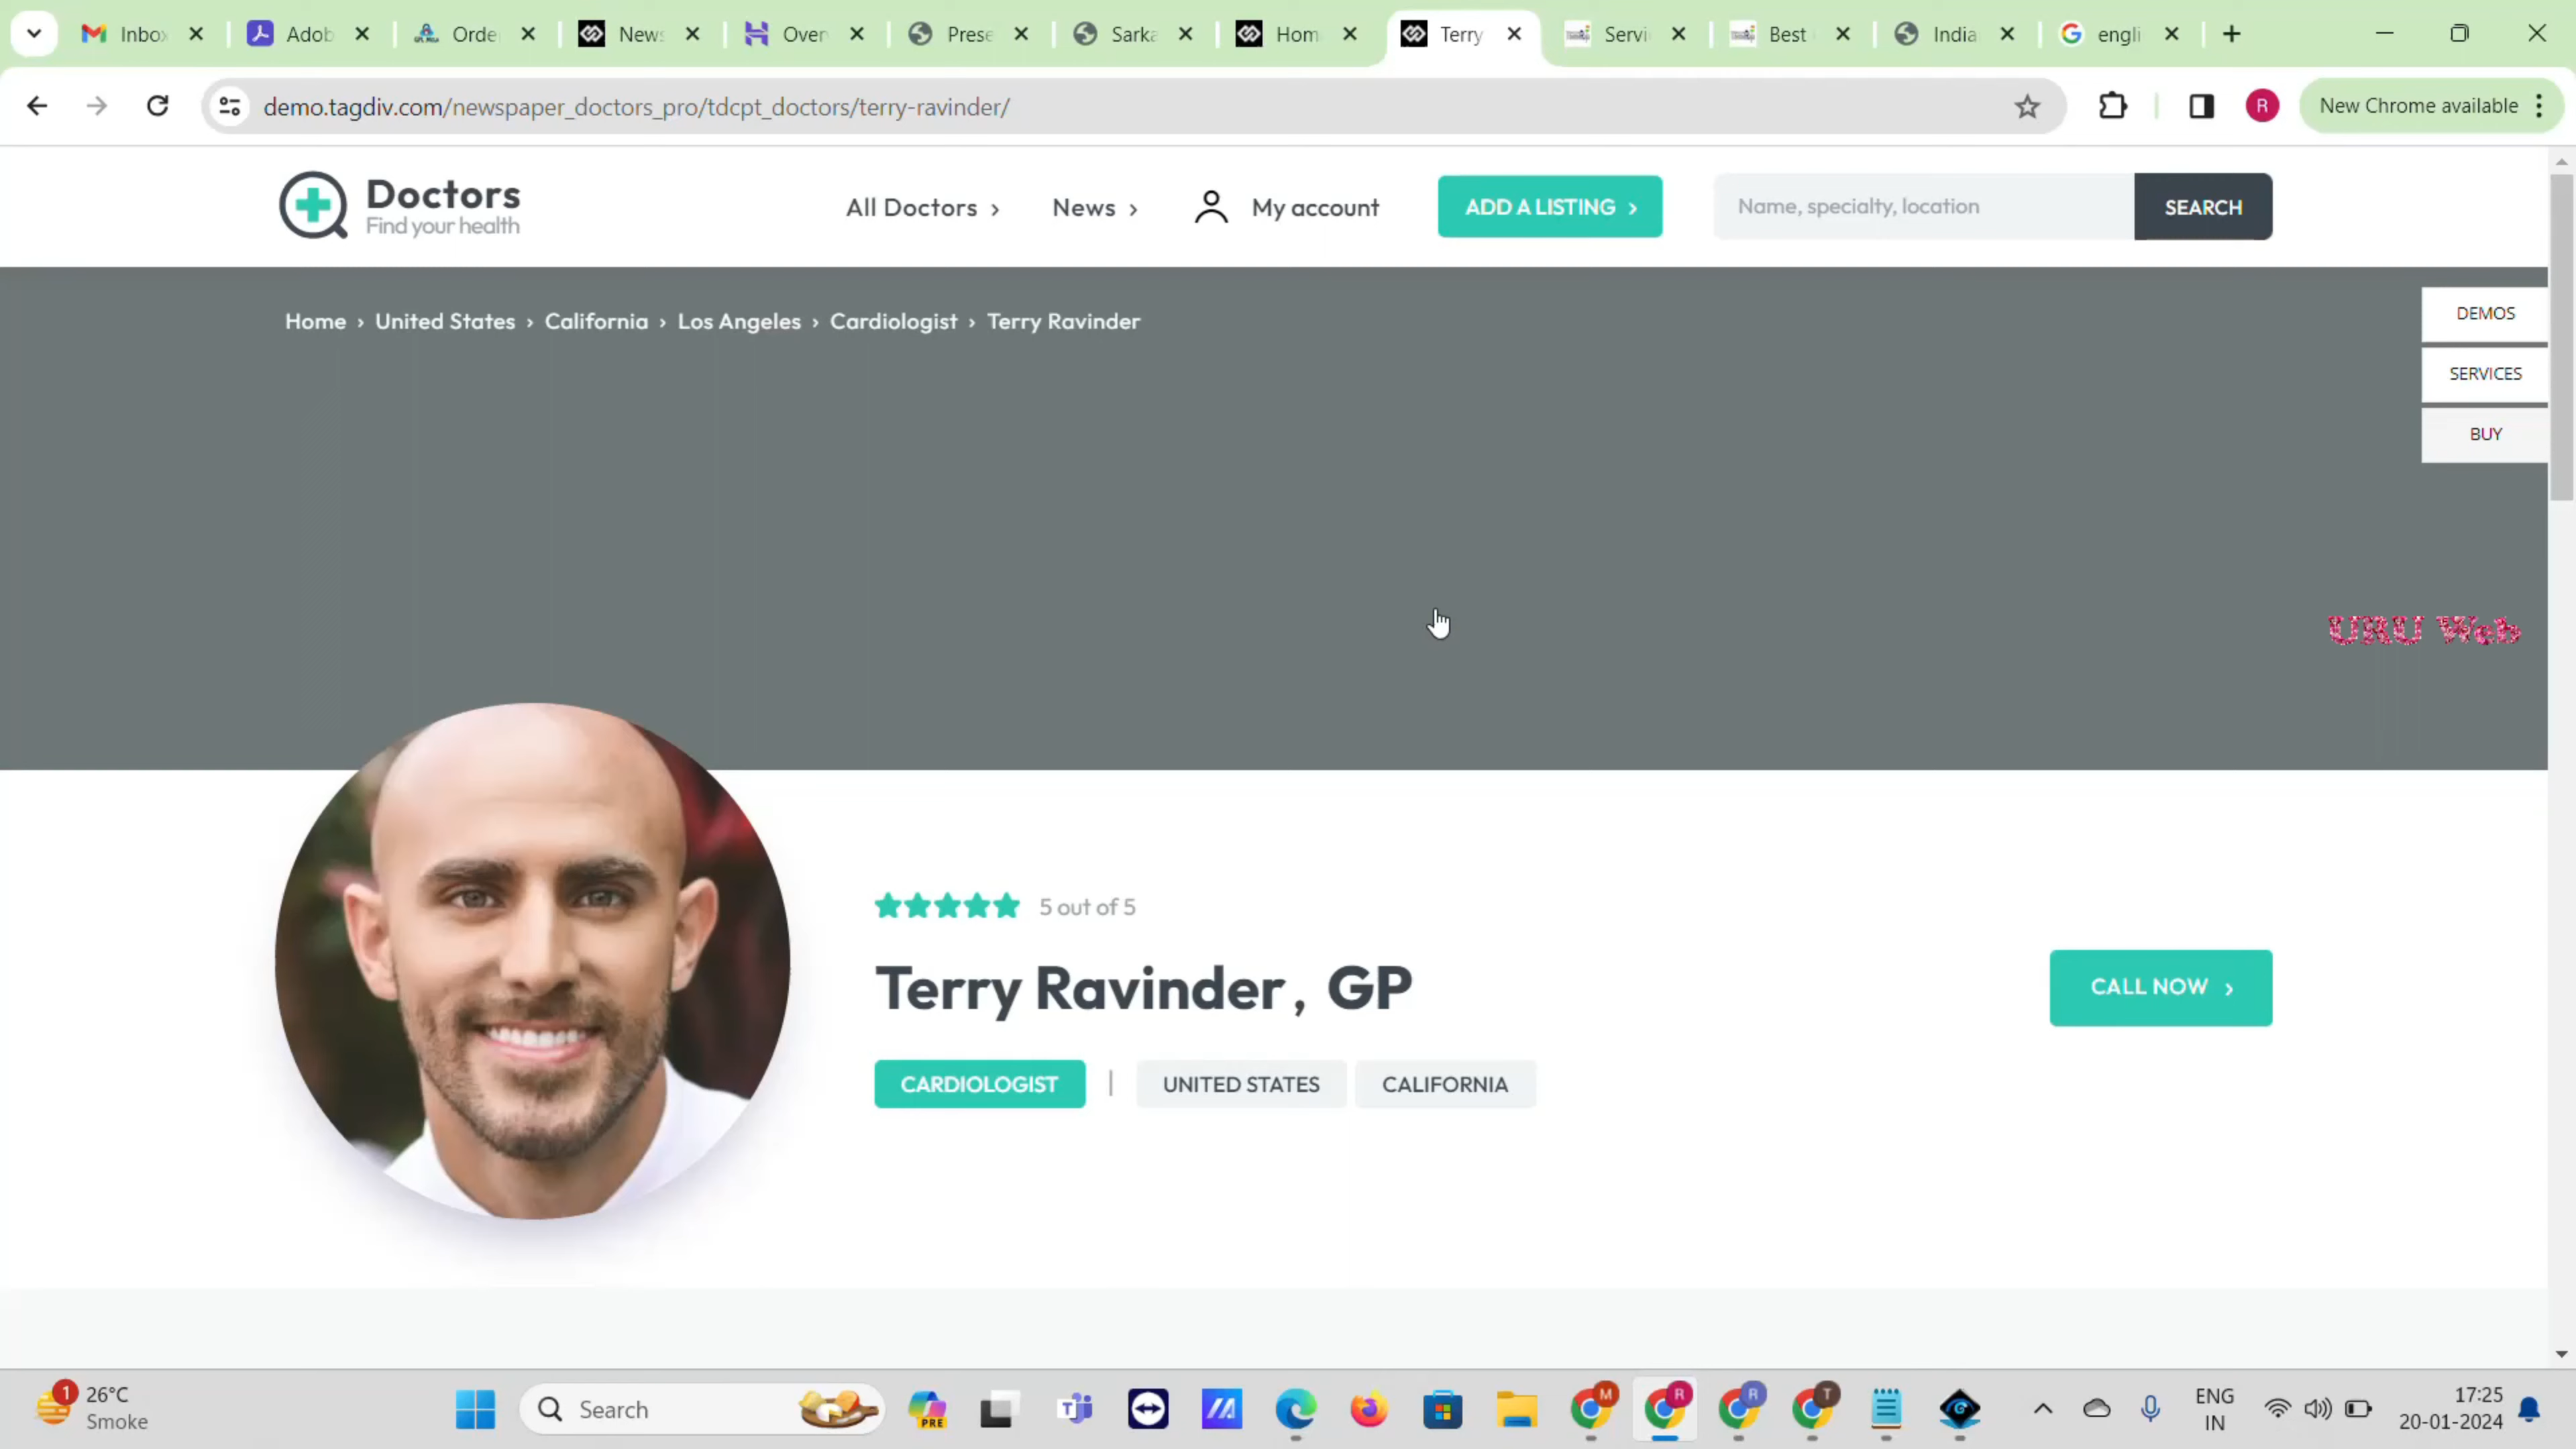 Inbox
Adob
Orde
News
Over
Prese
Sarka
Hom
Terry
Servi
Best
India
engli
demo.tagdiv.com/newspaper_doctors_pro/tdcpt_doctors/terry-ravinder/
R
New Chrome available
Doctors
Find your health
All Doctors
News
My account
ADD A LISTING
Name, specialty, location
SEARCH
Home › United States › California › Los Angeles › Cardiologist › Terry Ravinder
DEMOS
SERVICES
BUY
URU Web
5 out of 5
Terry Ravinder, GP
CALL NOW
CARDIOLOGIST | UNITED STATES CALIFORNIA
1
26°C
Smoke
Search
PRE
M
R
R
T
ENG
IN
17:25
20-01-2024